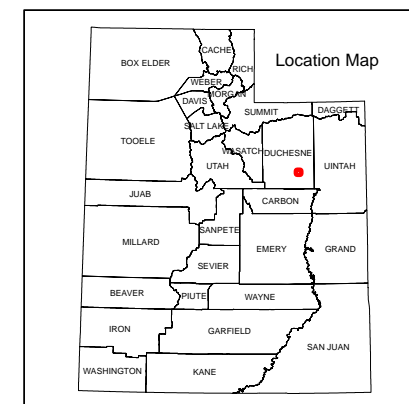 Location Map
CACHE
BOX ELDER
RICH
WEBER
MORGAN
DAVIS
SUMMIT
DAGGETT
SALT LAKE
TOOELE
WASATCH
DUCHESNE
UTAH
UINTAH
JUAB
CARBON
SANPETE
MILLARD
EMERY
GRAND
SEVIER
BEAVER
PIUTE
WAYNE
IRON
GARFIELD
SAN JUAN
WASHINGTON
KANE